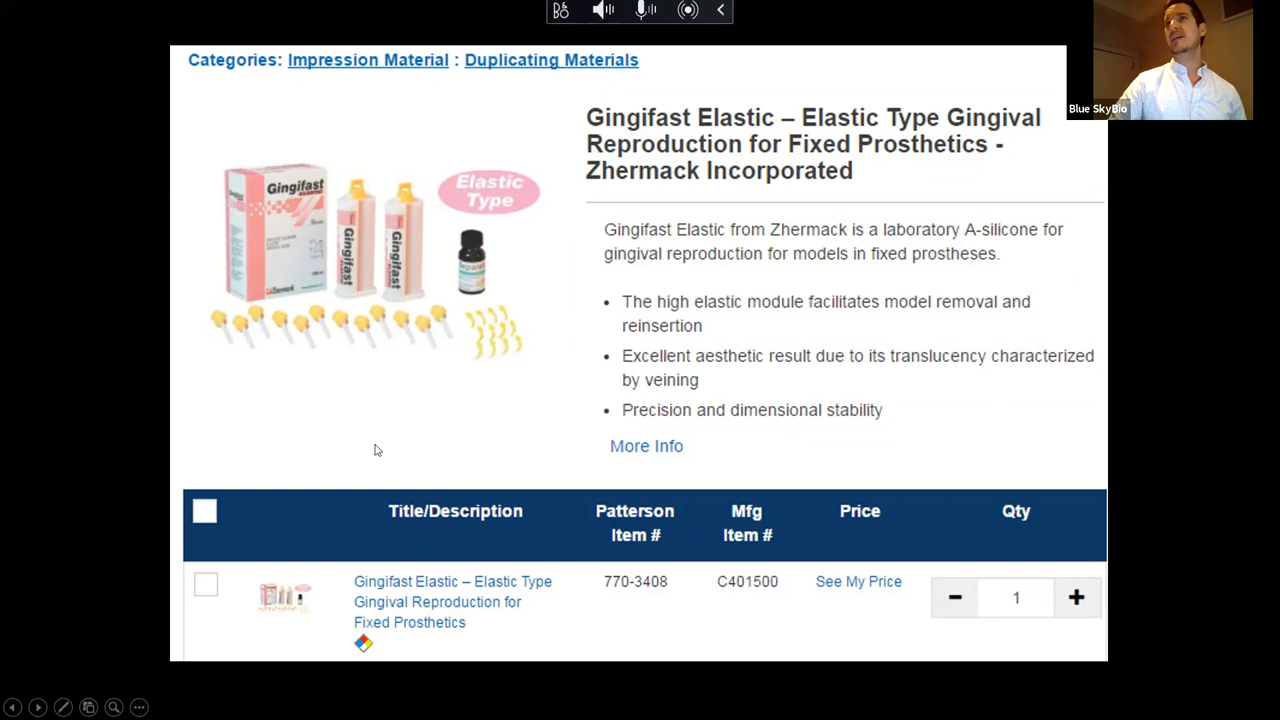 Categories: Impression Material : Duplicating Materials
Blue SkyBio
Gingifast Elastic – Elastic Type Gingival
Reproduction for Fixed Prosthetics -
Zhermack Incorporated
Gingifast
Elastic
Type
Gingifast
Gingifast
Zhermack
Gingifast Elastic from Zhermack is a laboratory A-silicone for
gingival reproduction for models in fixed prostheses.
• The high elastic module facilitates model removal and
reinsertion
• Excellent aesthetic result due to its translucency characterized
by veining
• Precision and dimensional stability
More Info
Title/Description
Patterson
Item #
Mfg
Item #
Price
Qty
Gingifast Elastic – Elastic Type
Gingival Reproduction for
Fixed Prosthetics
770-3408
C401500
See My Price
1